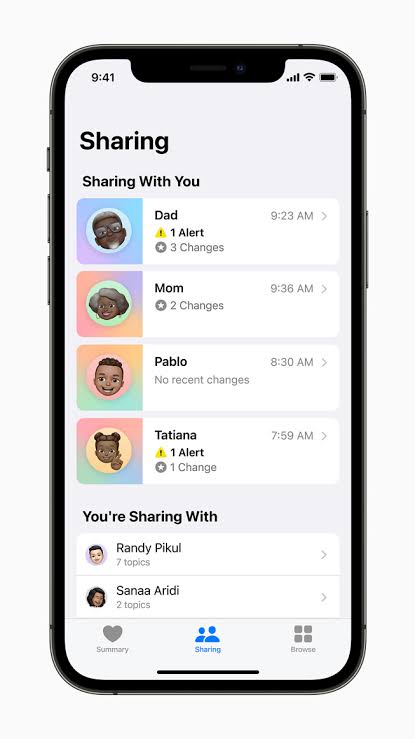 9:41
Sharing
Sharing With You
Dad 9:23 AM
1 Alert
3 Changes
Mom 9:36 AM
2 Changes
Pablo 8:30 AM
No recent changes
Tatiana 7:59 AM
1 Alert
1 Change
You're Sharing With
Randy Pikul
7 topics
Sanaa Aridi
2 topics
Summary Sharing Browse